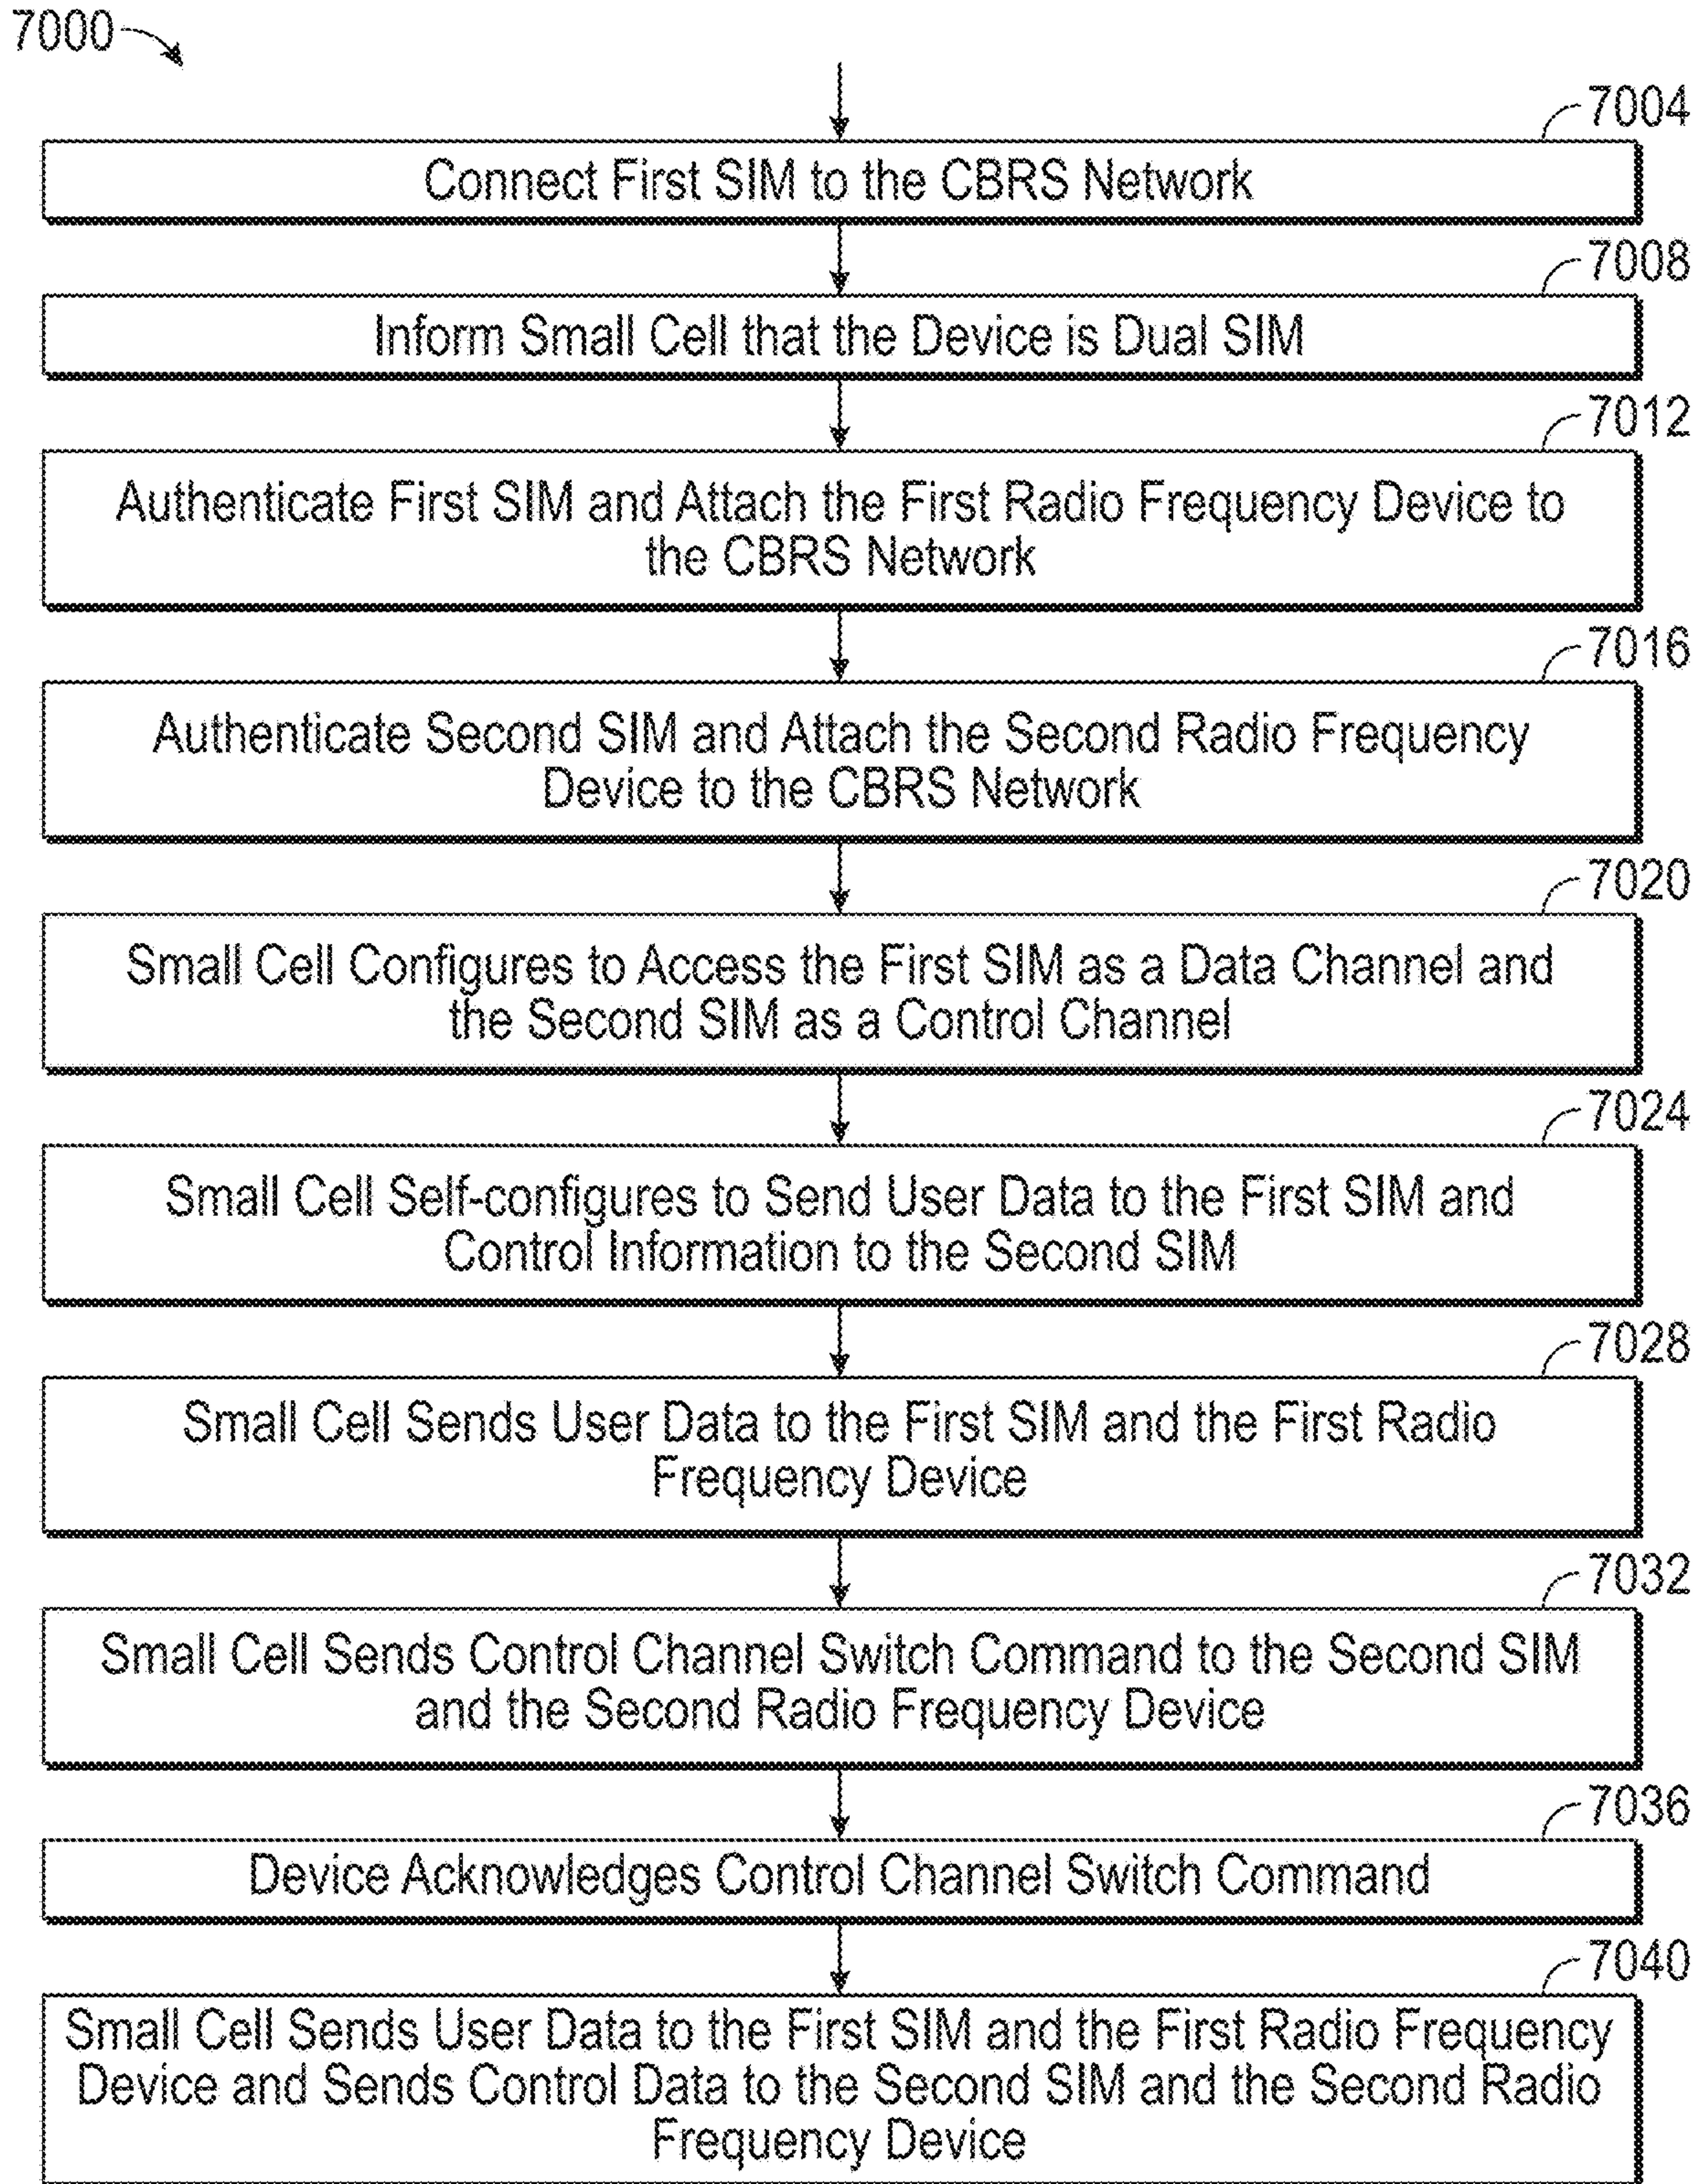 7000
7004
Connect First SIM to the CBRS Network
7008
Inform Small Cell that the Device is Dual SIM
7012
Authenticate First SIM and Attach the First Radio Frequency Device to
the CBRS Network
7016
Authenticate Second SIM and Attach the Second Radio Frequency
Device to the CBRS Network
7020
Small Cell Configures to Access the First SIM as a Data Channel and
the Second SIM as a Control Channel
7024
Small Cell Self-configures to Send User Data to the First SIM and
Control Information to the Second SIM
7028
Small Cell Sends User Data to the First SIM and the First Radio
Frequency Device
7032
Small Cell Sends Control Channel Switch Command to the Second SIM
and the Second Radio Frequency Device
7036
Device Acknowledges Control Channel Switch Command
7040
Small Cell Sends User Data to the First SIM and the First Radio Frequency
Device and Sends Control Data to the Second SIM and the Second Radio
Frequency Device